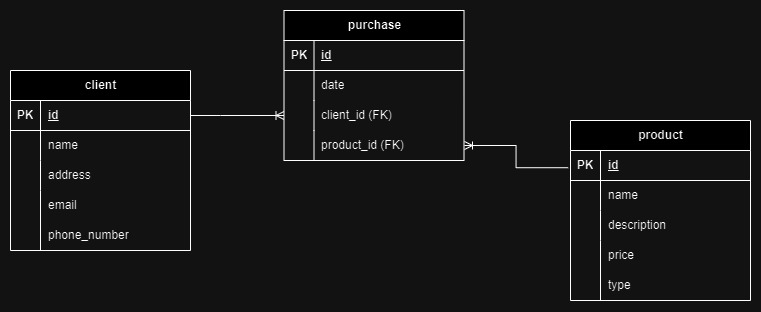 client
PK id
name
address
email
phone_number
purchase
PK id
date
client_id (FK)
product_id (FK)
product
PK id
name
description
price
type